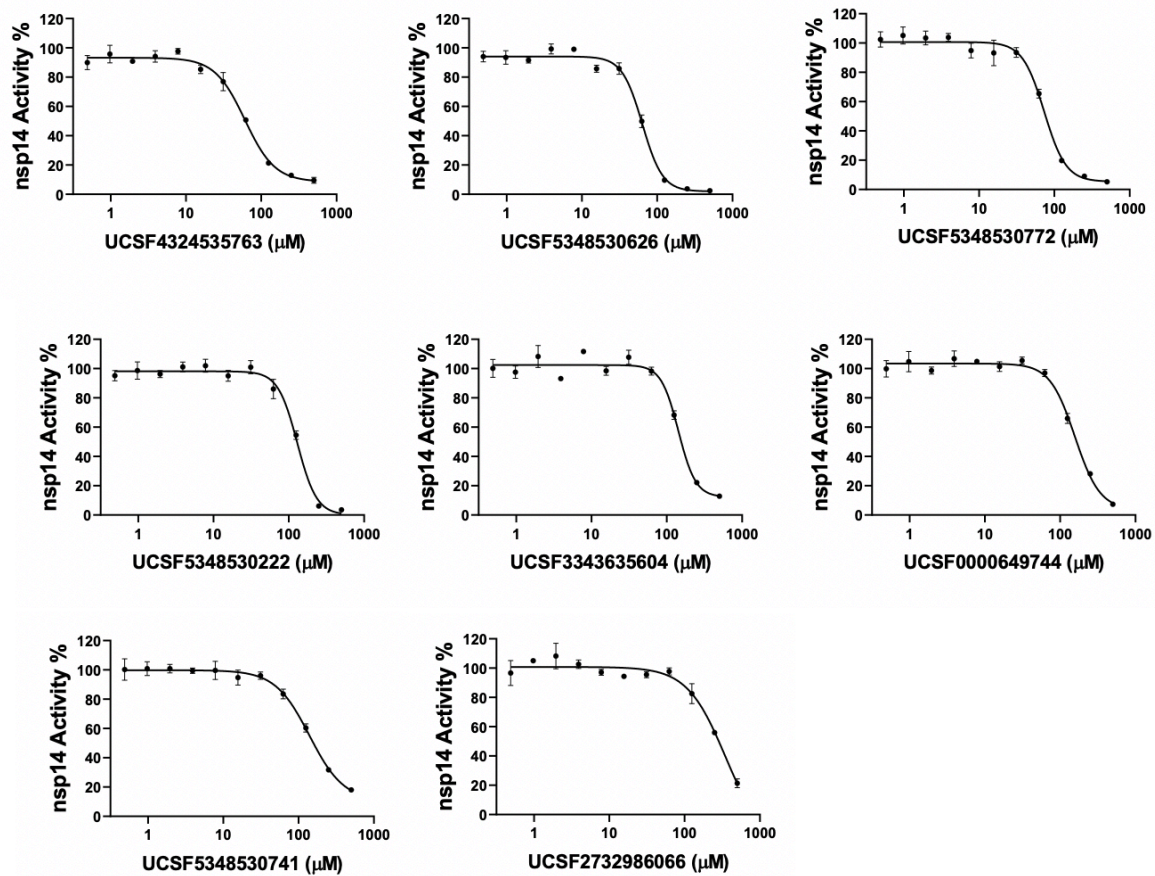 nsp14 Activity %
120
100
80
60
40
20
0
1 10 100 1000
UCSF4324535763 (μM)
nsp14 Activity %
120
100
80
60
40
20
0
1 10 100 1000
UCSF5348530626 (μM)
nsp14 Activity %
120
100
80
60
40
20
0
1 10 100 1000
UCSF5348530772 (μM)
nsp14 Activity %
120
100
80
60
40
20
0
1 10 100 1000
UCSF5348530222 (μM)
nsp14 Activity %
120
100
80
60
40
20
0
1 10 100 1000
UCSF3343635604 (μM)
nsp14 Activity %
120
100
80
60
40
20
0
1 10 100 1000
UCSF0000649744 (μM)
nsp14 Activity %
120
100
80
60
40
20
0
1 10 100 1000
UCSF5348530741 (μM)
nsp14 Activity %
120
100
80
60
40
20
0
1 10 100 1000
UCSF2732986066 (μM)